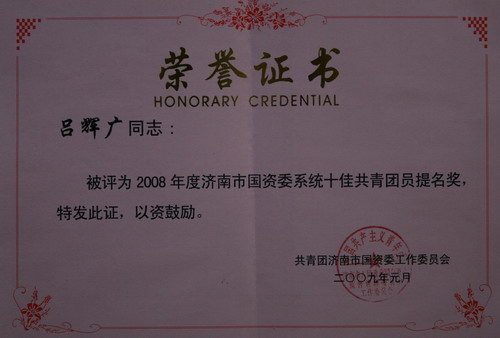 荣誉证书
HONORARY CREDENTIAL
吕辉广同志：
被评为2008年度济南市国资委系统十佳共青团员提名奖，
特发此证，以资鼓励。
共青团济南市国资委工作委员会
二〇〇九年元月